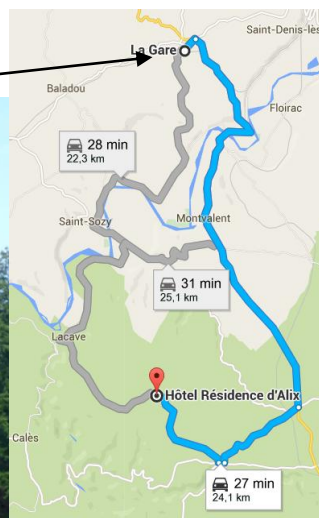 Saint-Denis-lès
La Gare
Baladou
Floirac
28 min
22,3 km
Saint-Sozy
Montvalent
31 min
25,1 km
Lacave
Hôtel Résidence d'Alix
Calès
27 min
24,1 km